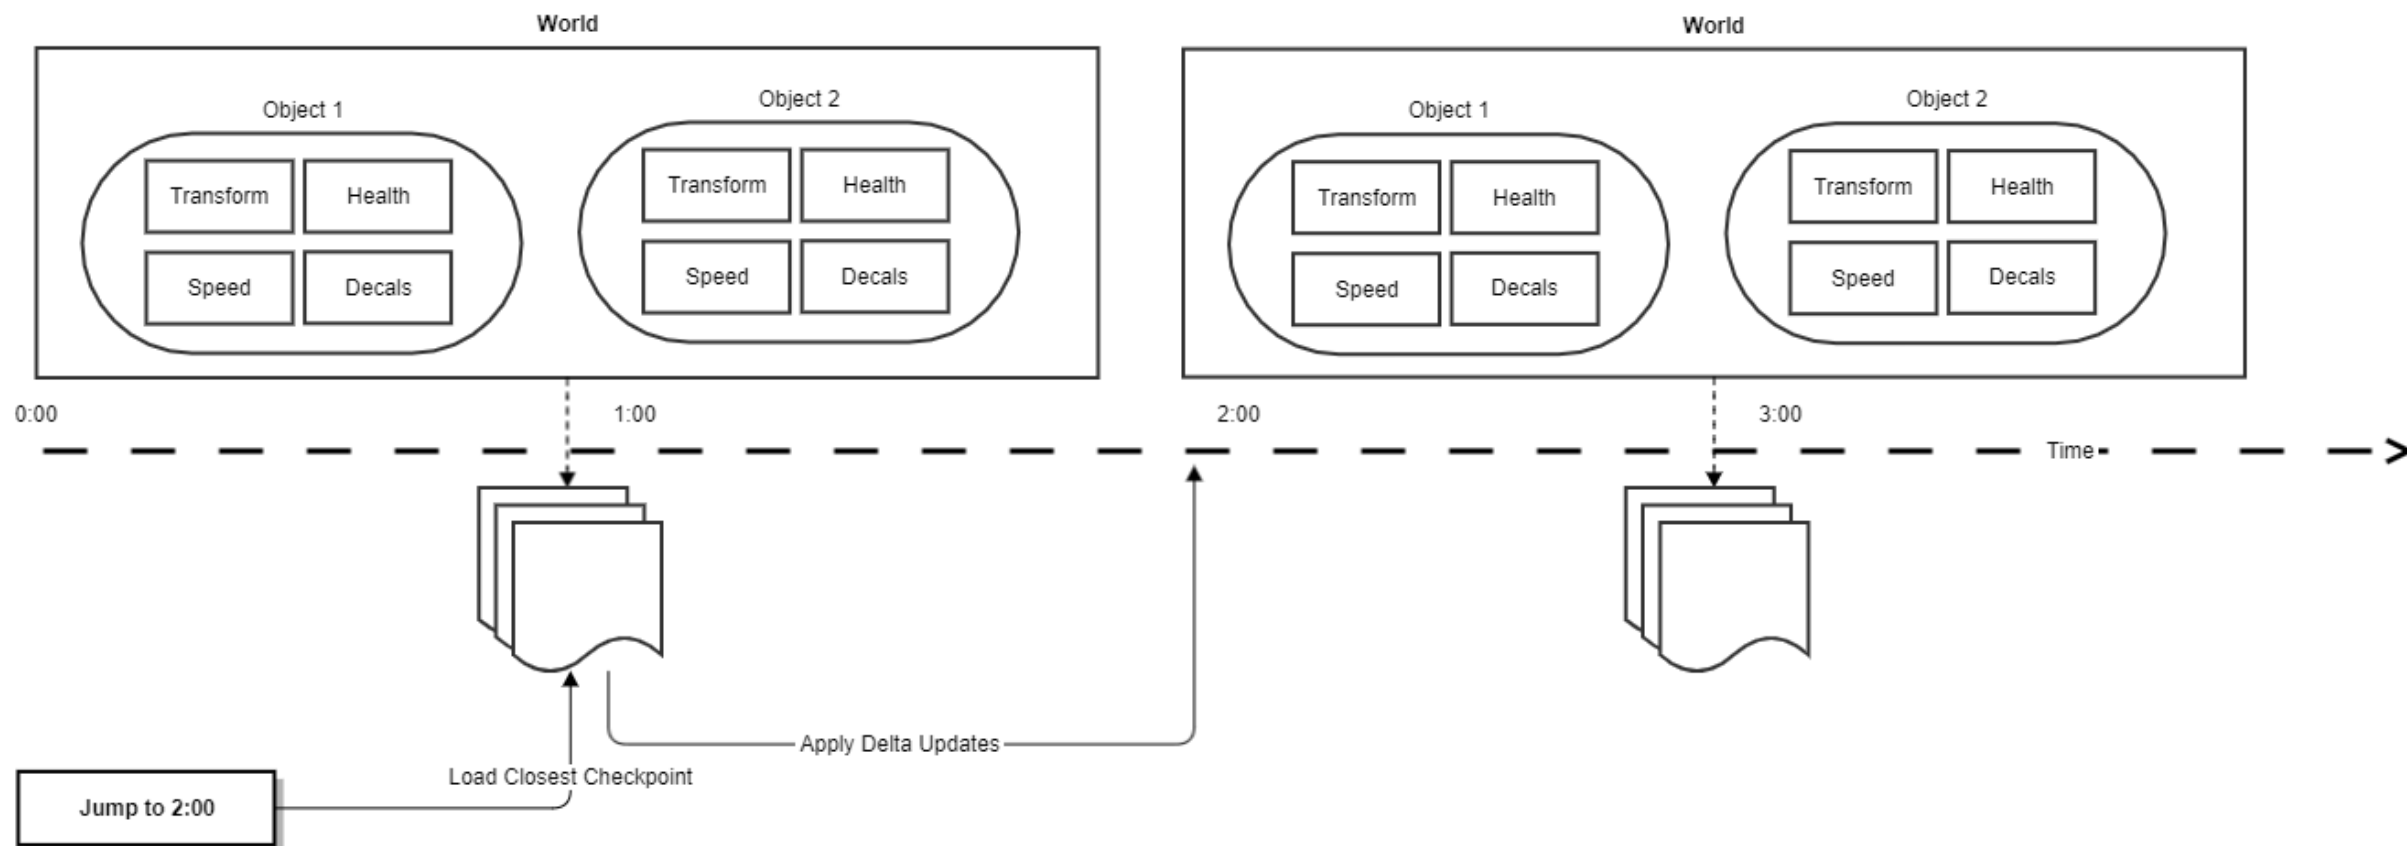 World
World
Object 1
Object 2
Object 1
Object 2
Transform
Health
Speed
Decals
Transform
Health
Speed
Decals
Transform
Health
Speed
Decals
Transform
Health
Speed
Decals
0:00
1:00
2:00
3:00
Time
Apply Delta Updates
Load Closest Checkpoint
Jump to 2:00